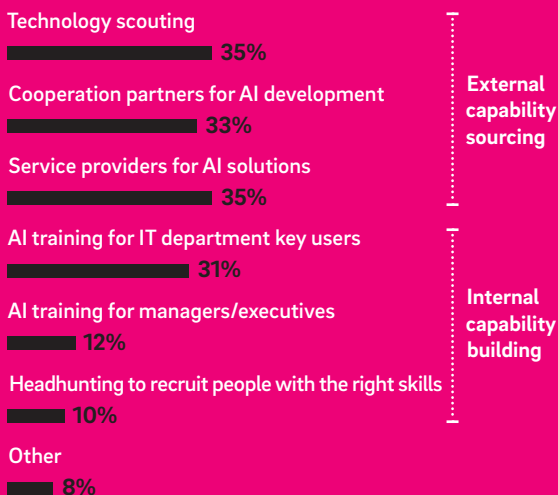 Technology scouting
35%
Cooperation partners for AI development
33%
Service providers for AI solutions
35%
External
capability
sourcing
AI training for IT department key users
31%
AI training for managers/executives
12%
Headhunting to recruit people with the right skills
10%
Internal
capability
building
Other
8%